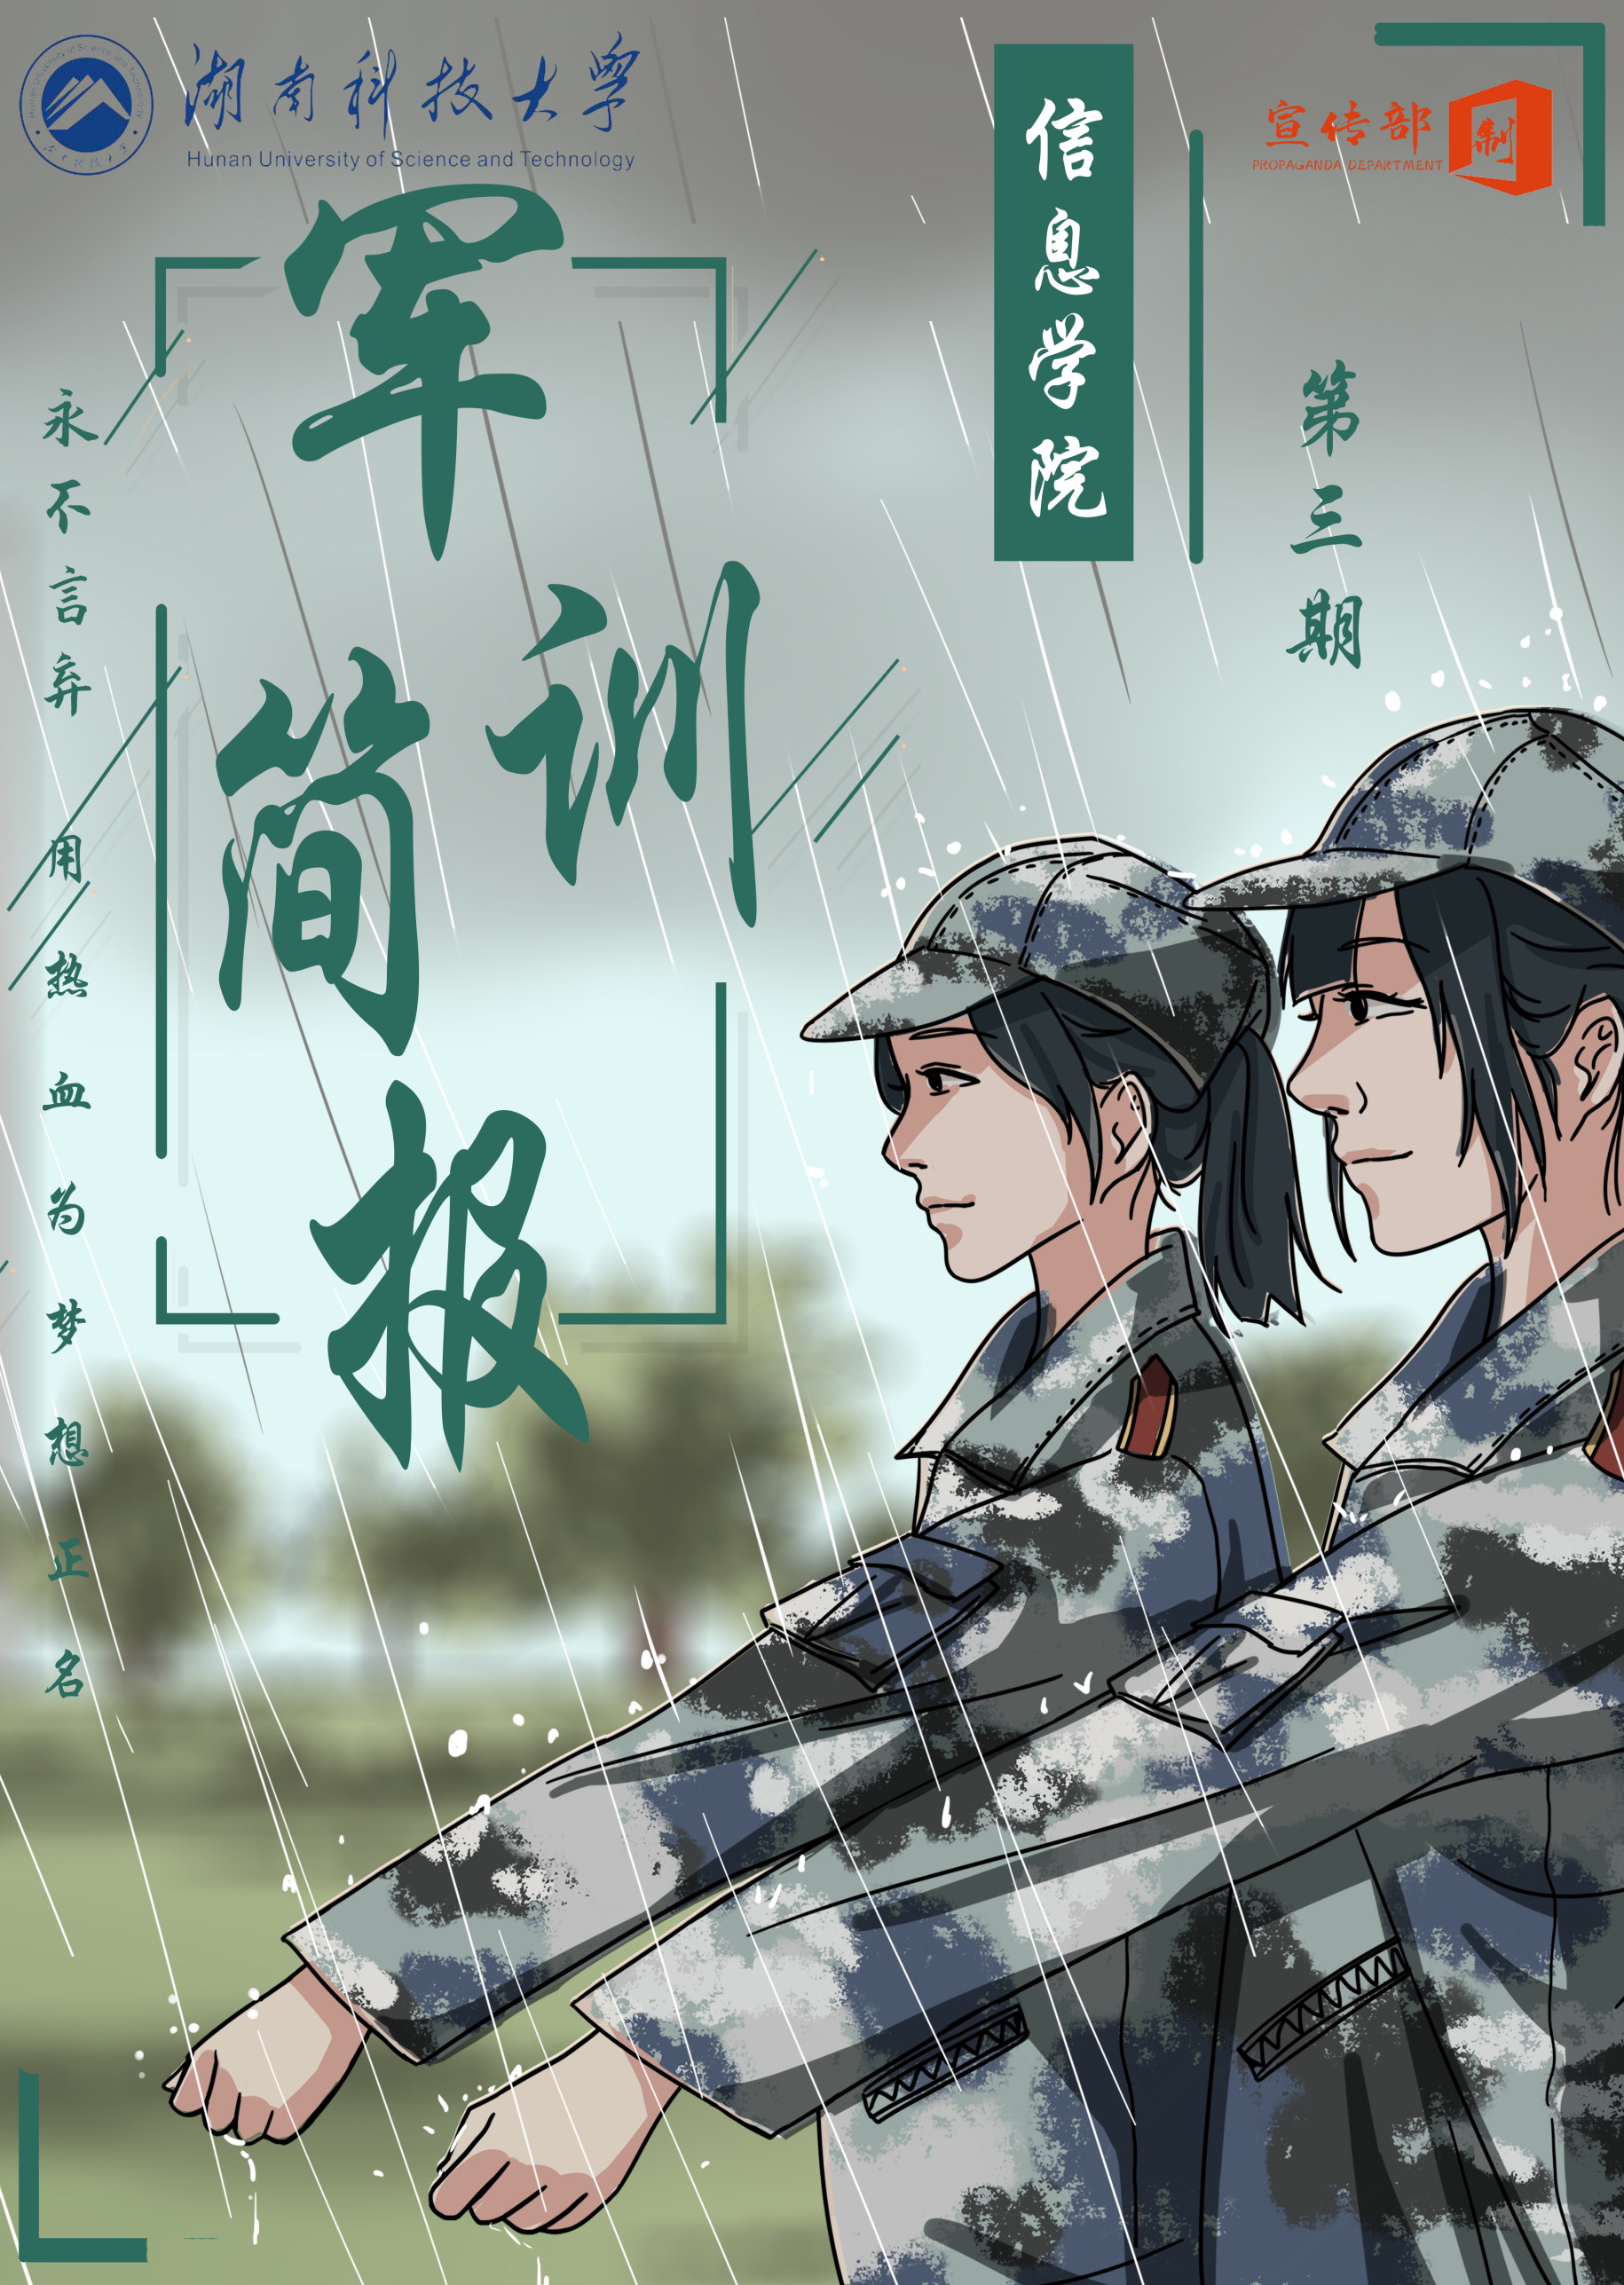 湖南科技大学
Hunan University of Science and Technology
信息学院
宣传部
PROPAGANDA DEPARTMENT
制
第三期
军训
简报
永不言弃
用热血为梦想正名